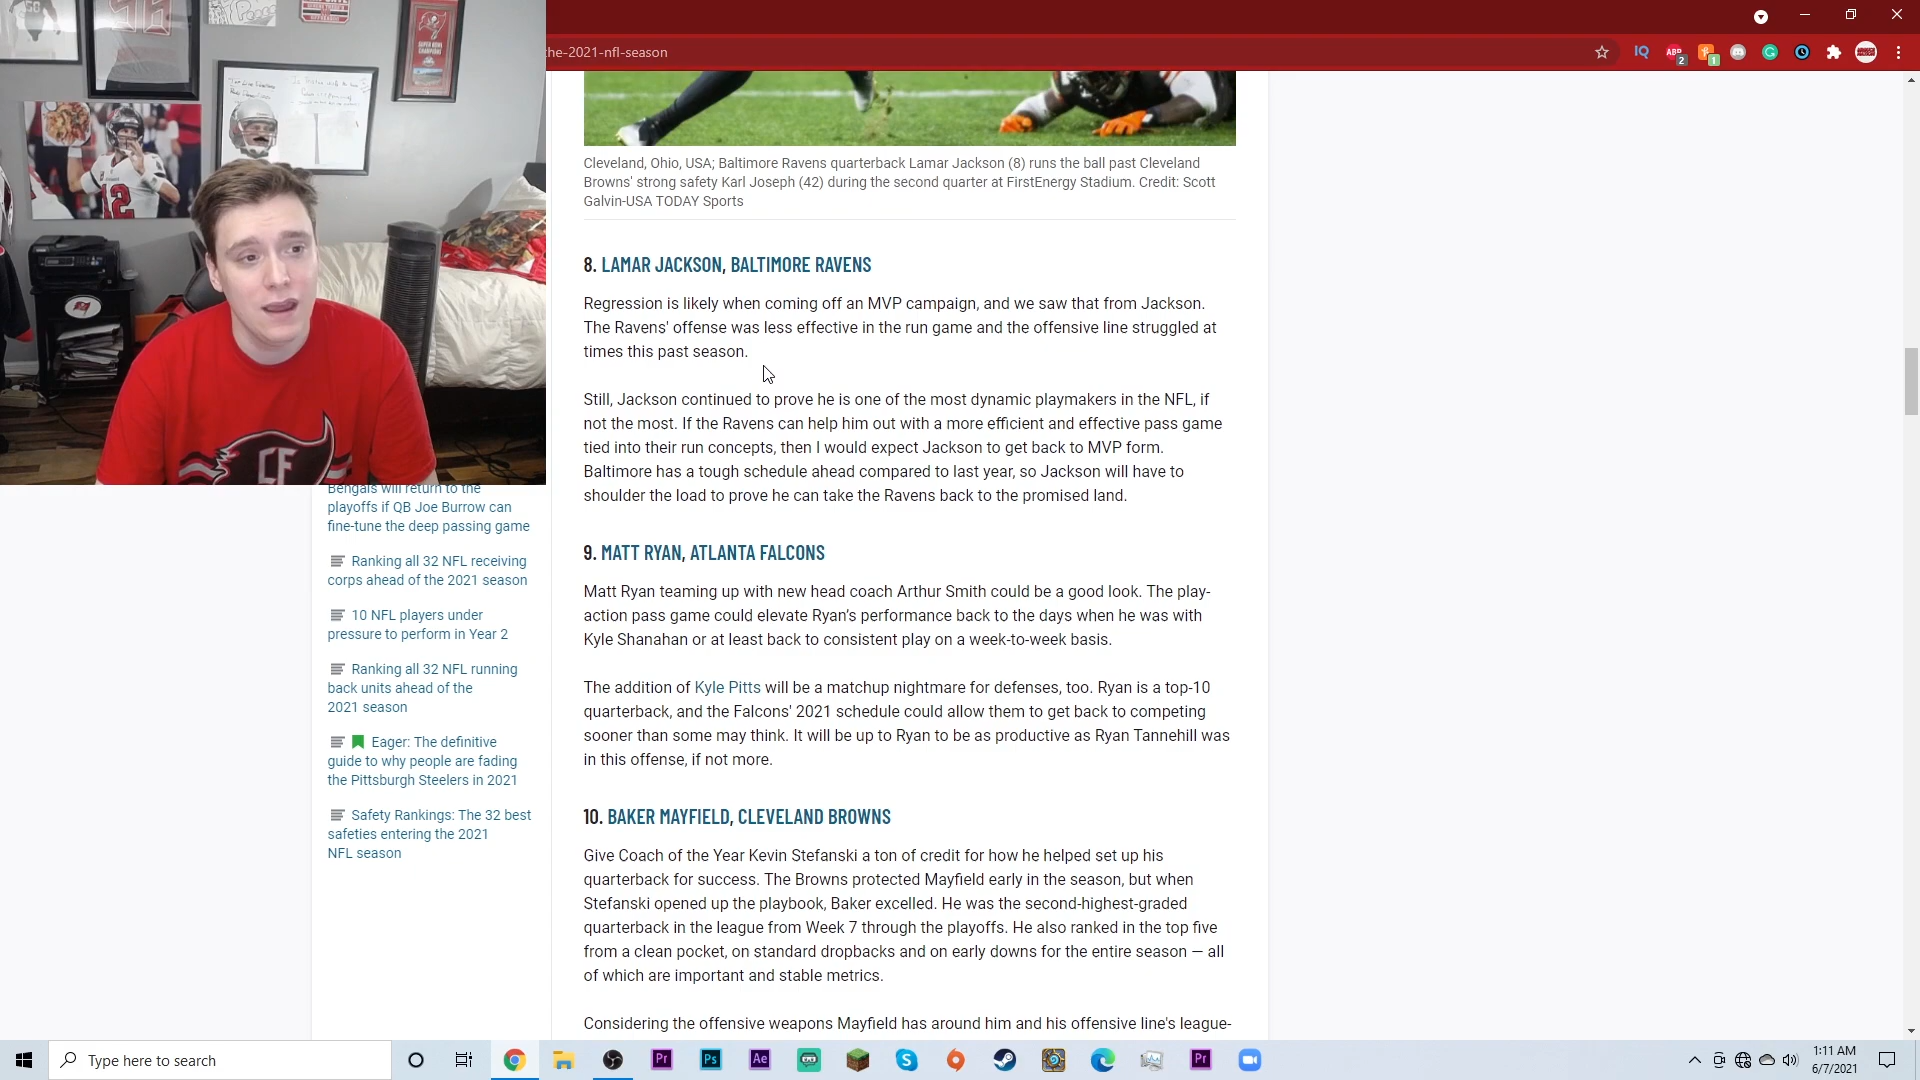 he-2021-nfl-season
IQ
ABP
2
1
SUPER BOWL
CHAMPIONS
12
CF
Cleveland, Ohio, USA; Baltimore Ravens quarterback Lamar Jackson (8) runs the ball past Cleveland
Browns' strong safety Karl Joseph (42) during the second quarter at FirstEnergy Stadium. Credit: Scott
Galvin-USA TODAY Sports
8. LAMAR JACKSON, BALTIMORE RAVENS
Regression is likely when coming off an MVP campaign, and we saw that from Jackson.
The Ravens' offense was less effective in the run game and the offensive line struggled at
times this past season.
Still, Jackson continued to prove he is one of the most dynamic playmakers in the NFL, if
not the most. If the Ravens can help him out with a more efficient and effective pass game
tied into their run concepts, then I would expect Jackson to get back to MVP form.
Baltimore has a tough schedule ahead compared to last year, so Jackson will have to
shoulder the load to prove he can take the Ravens back to the promised land.
9. MATT RYAN, ATLANTA FALCONS
Matt Ryan teaming up with new head coach Arthur Smith could be a good look. The play-
action pass game could elevate Ryan's performance back to the days when he was with
Kyle Shanahan or at least back to consistent play on a week-to-week basis.
The addition of Kyle Pitts will be a matchup nightmare for defenses, too. Ryan is a top-10
quarterback, and the Falcons' 2021 schedule could allow them to get back to competing
sooner than some may think. It will be up to Ryan to be as productive as Ryan Tannehill was
in this offense, if not more.
10. BAKER MAYFIELD, CLEVELAND BROWNS
Give Coach of the Year Kevin Stefanski a ton of credit for how he helped set up his
quarterback for success. The Browns protected Mayfield early in the season, but when
Stefanski opened up the playbook, Baker excelled. He was the second-highest-graded
quarterback in the league from Week 7 through the playoffs. He also ranked in the top five
from a clean pocket, on standard dropbacks and on early downs for the entire season — all
of which are important and stable metrics.
Considering the offensive weapons Mayfield has around him and his offensive line's league-
Bengals will return to the
playoffs if QB Joe Burrow can
fine-tune the deep passing game
Ranking all 32 NFL receiving
corps ahead of the 2021 season
10 NFL players under
pressure to perform in Year 2
Ranking all 32 NFL running
back units ahead of the
2021 season
Eager: The definitive
guide to why people are fading
the Pittsburgh Steelers in 2021
Safety Rankings: The 32 best
safeties entering the 2021
NFL season
Type here to search
Pr
Ps
Ae
Pr
1:11 AM
6/7/2021